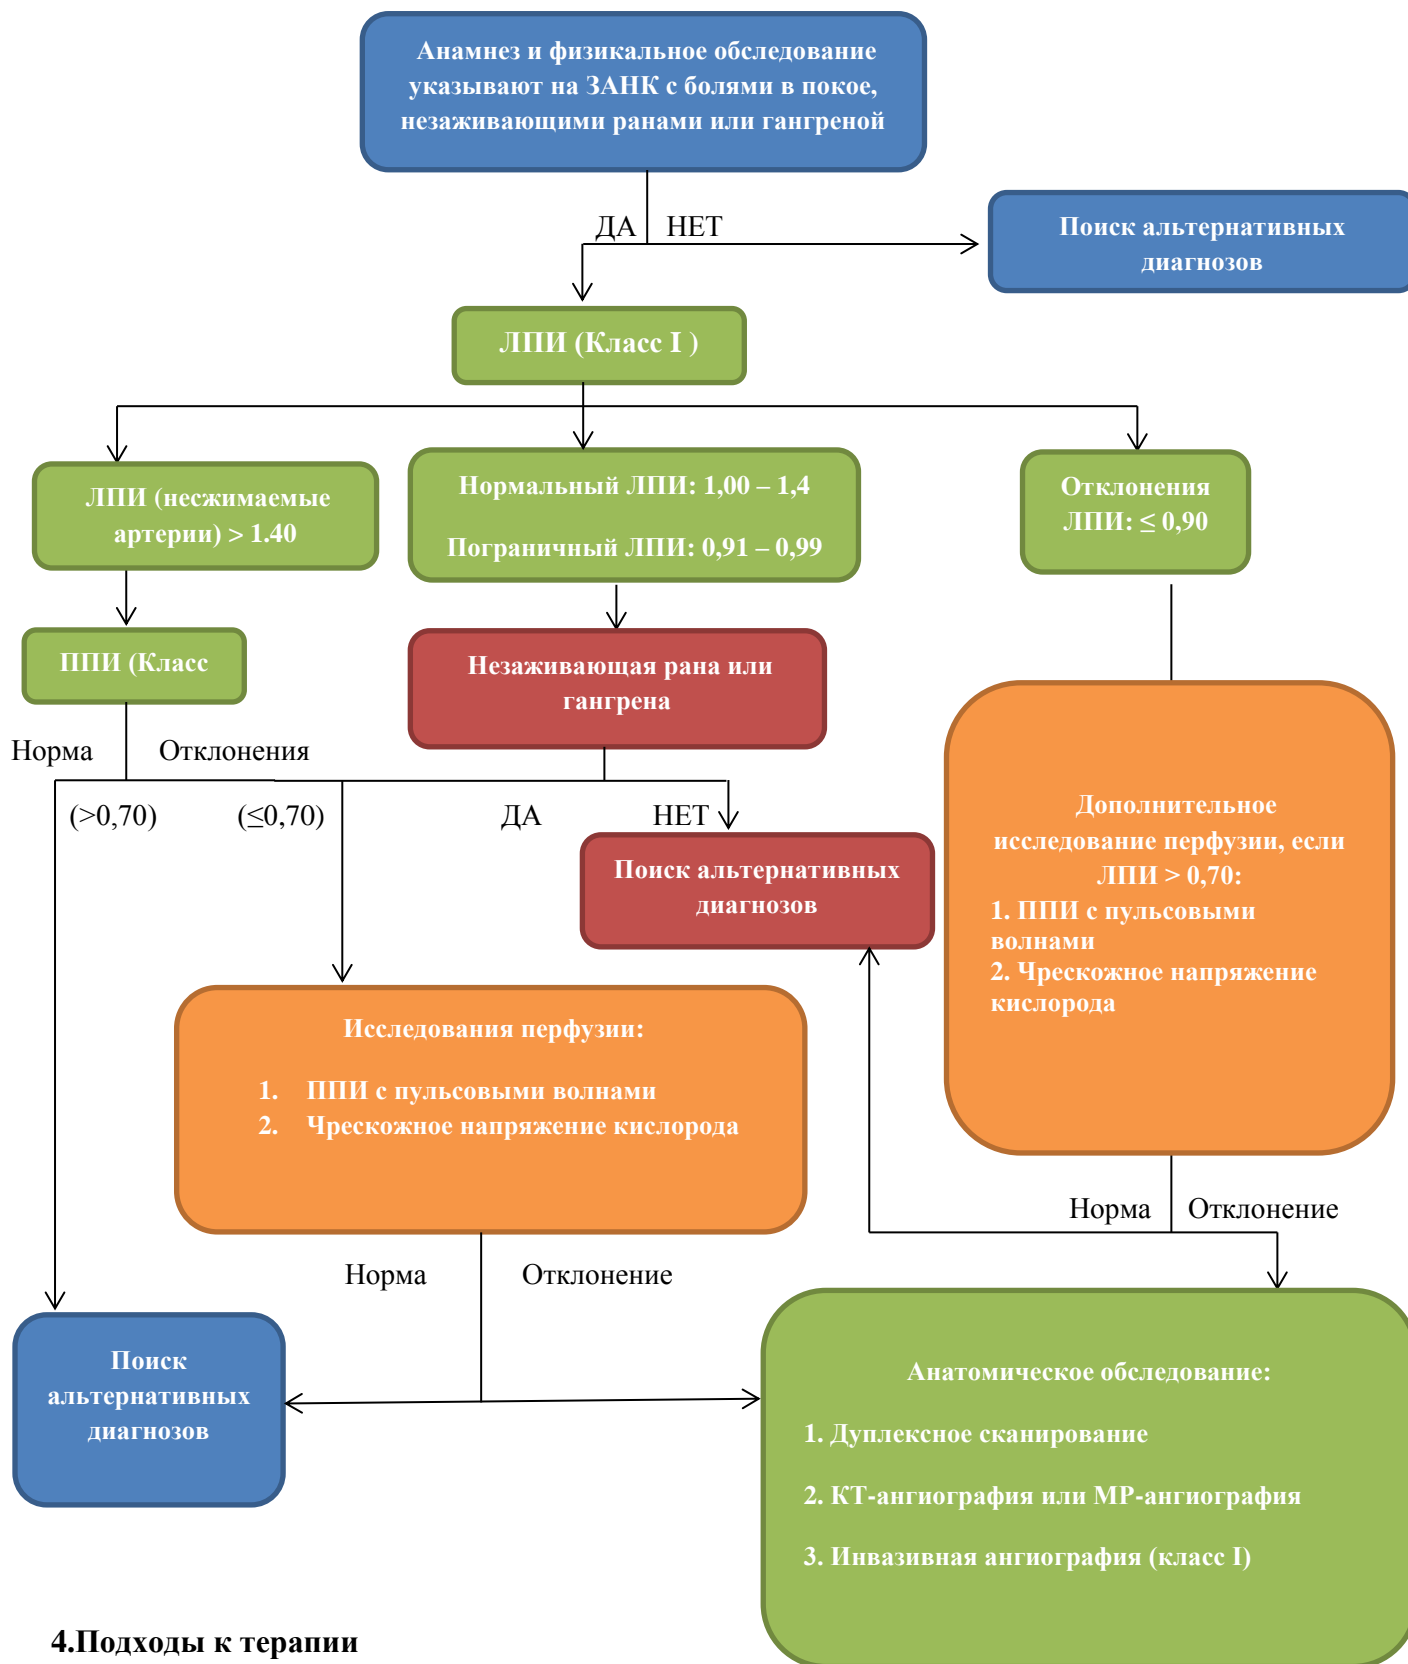 Анамнез и физикальное обследование
указывают на ЗАНК с болями в покое,
незаживающими ранами или гангреной
ДА НЕТ
Поиск альтернативных
диагнозов
ЛПИ (Класс I )
ЛПИ (несжимаемые
артерии) > 1.40
Нормальный ЛПИ: 1,00 – 1,4
Пограничный ЛПИ: 0,91 – 0,99
Отклонения
ЛПИ: ≤ 0,90
ППИ (Класс
Незаживающая рана или
гангрена
Норма Отклонения
(>0,70) (≤0,70)
ДА НЕТ
Поиск альтернативных
диагнозов
Дополнительное
исследование перфузии, если
ЛПИ > 0,70:
1. ППИ с пульсовыми
волнами
2. Чрескожное напряжение
кислорода
Исследования перфузии:
1. ППИ с пульсовыми волнами
2. Чрескожное напряжение кислорода
Норма Отклонение
Норма Отклонение
Поиск
альтернативных
диагнозов
Анатомическое обследование:
1. Дуплексное сканирование
2. КТ-ангиография или МР-ангиография
3. Инвазивная ангиография (класс I)
4.Подходы к терапии